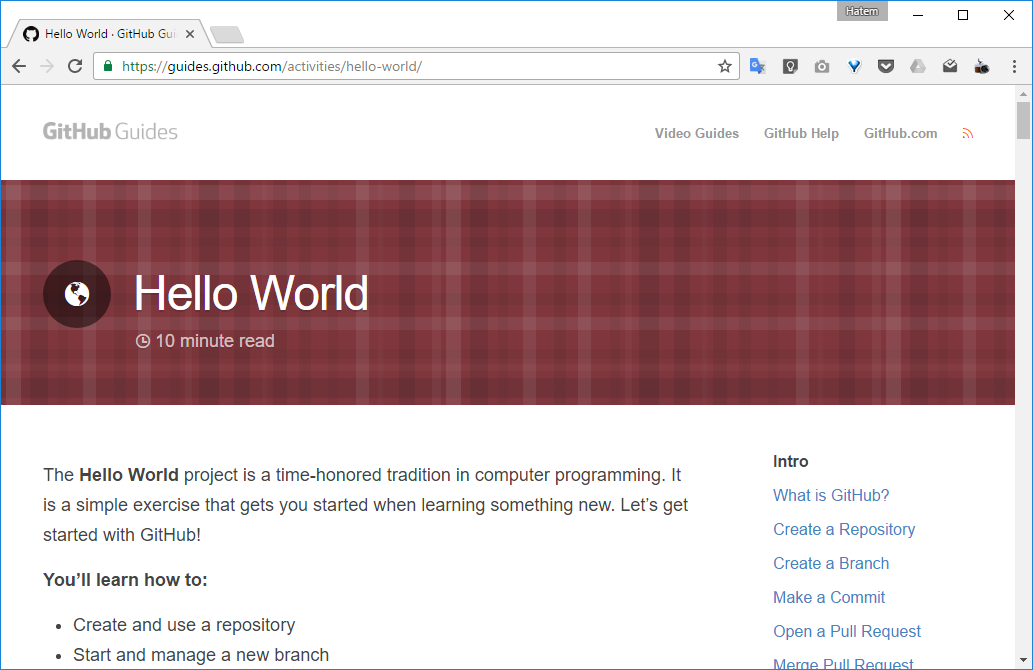 Hatem
Hello World · GitHub Gui
https://guides.github.com/activities/hello-world/
GitHub Guides
Video Guides GitHub Help GitHub.com
Hello World
10 minute read
The Hello World project is a time-honored tradition in computer programming. It
is a simple exercise that gets you started when learning something new. Let’s get
started with GitHub!
You’ll learn how to:
• Create and use a repository
• Start and manage a new branch
Intro
What is GitHub?
Create a Repository
Create a Branch
Make a Commit
Open a Pull Request
Merge Pull Request